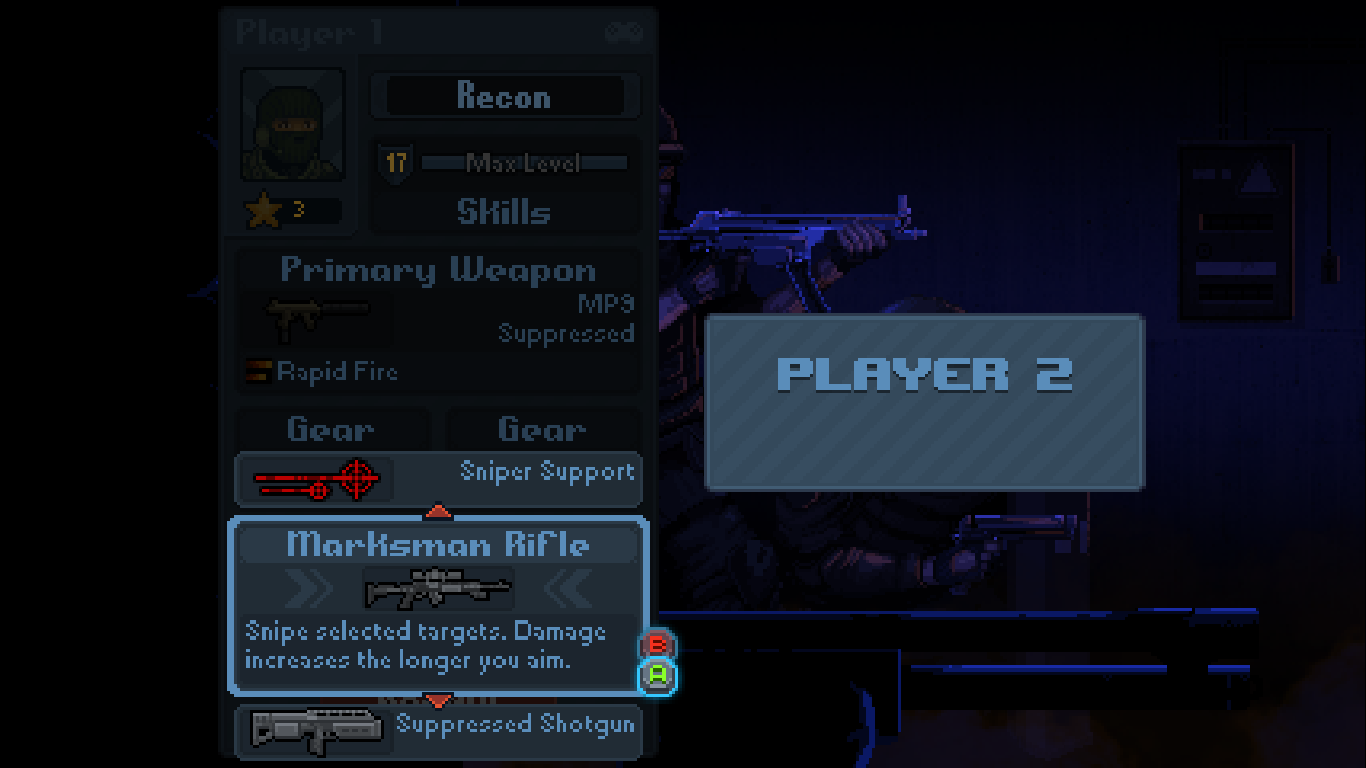 Player 1
Recon
17
Max Level
3
Skills
Primary Weapon
MP9
Suppressed
Rapid Fire
Gear
Gear
Sniper Support
Marksman Rifle
Snipe selected targets. Damage
increases the longer you aim.
B
A
Suppressed Shotgun
PLAYER 2